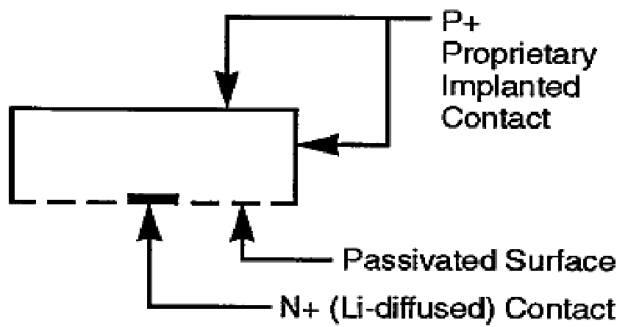 P+
Proprietary
Implanted
Contact
Passivated Surface
N+ (Li-diffused) Contact